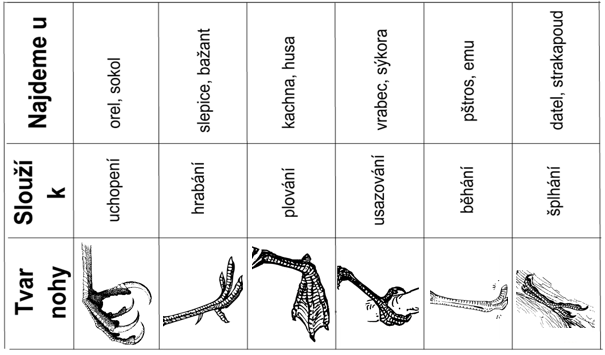 Tvar nohy
Slouží k
Najdeme u
uchopení
orel, sokol
hrabání
slepice, bažant
plování
kachna, husa
usazování
vrabec, sýkora
běhání
pštros, emu
šplhání
datel, strakapoud